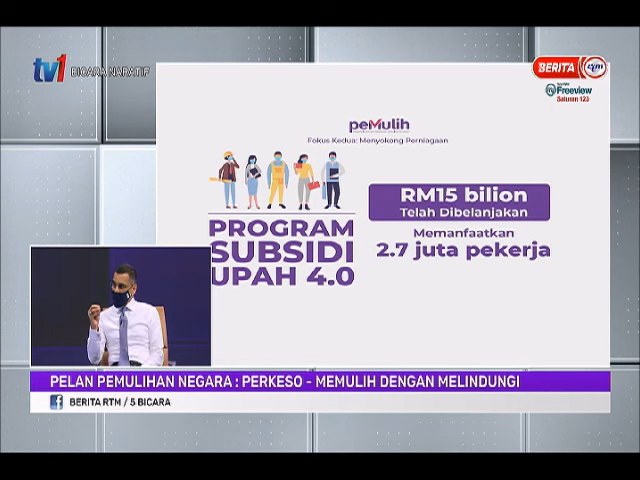 tv1
BICARA NARATIF
BERITA rtm
Freeview
Saluran 123
peMulih
Fokus Kedua: Menyokong Perniagaan
PROGRAM
SUBSIDI
UPAH 4.0
RM15 bilion
Telah Dibelanjakan
Memanfaatkan
2.7 juta pekerja
PELAN PEMULIHAN NEGARA : PERKESO - MEMULIH DENGAN MELINDUNGI
BERITA RTM / 5 BICARA